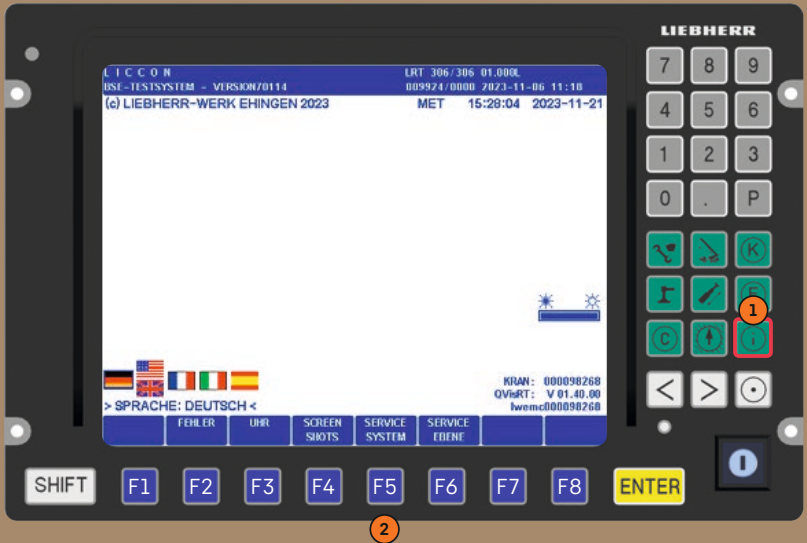 LIEBHERR
LICCON LRT 306/306 01.000L
BSE-TESTSYSTEM - VERSION70114 009924/0000 2023-11-06 11:18
(c) LIEBHERR-WERK EHINGEN 2023 MET 15:28:04 2023-11-21
7 8 9
4 5 6
1 2 3
0 . P
K
1
C i
KRAN: 000098268
QVisRT: V 01.40.00
lwemc000098268
> SPRACHE: DEUTSCH <
< >
FEHLER UHR SCREEN SHOTS SERVICE SYSTEM SERVICE EBENE
SHIFT F1 F2 F3 F4 F5 F6 F7 F8 ENTER
2